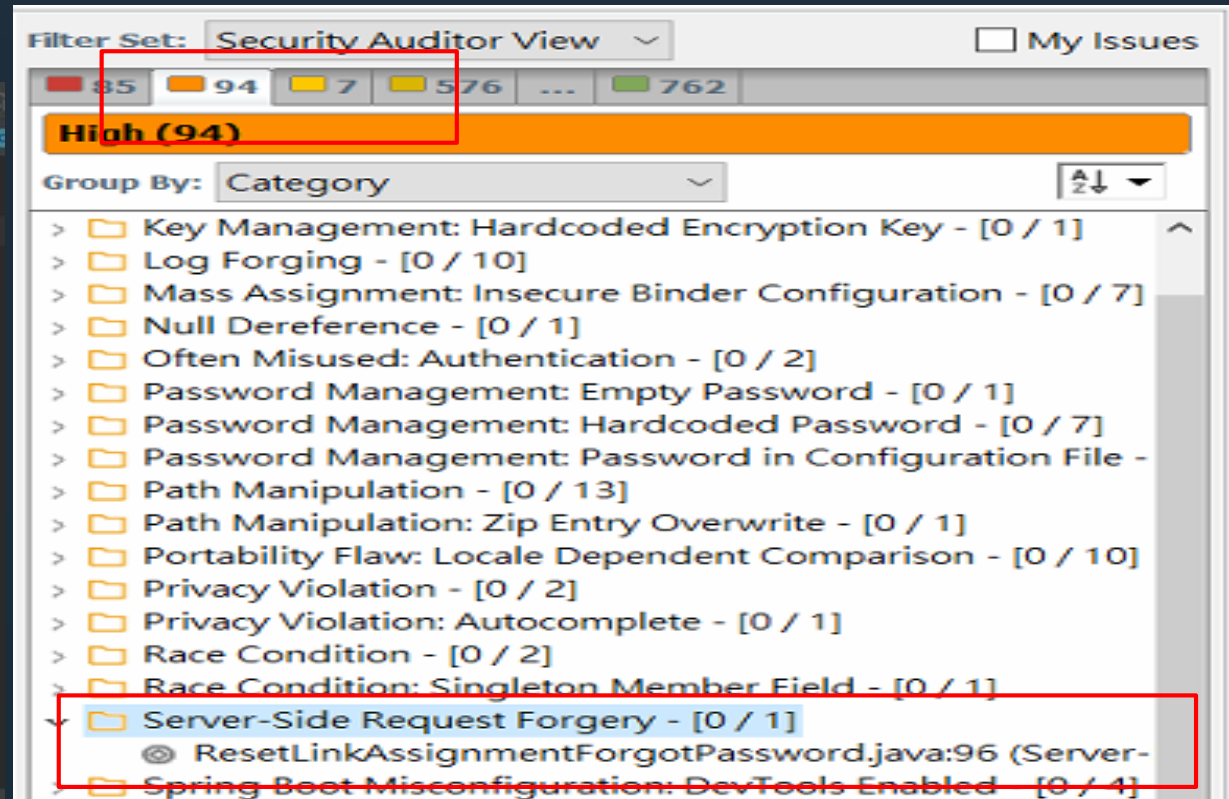 Filter Set: Security Auditor View My Issues
85 94 7 576 ... 762
High (94)
Group By: Category
Key Management: Hardcoded Encryption Key - [0 / 1]
Log Forging - [0 / 10]
Mass Assignment: Insecure Binder Configuration - [0 / 7]
Null Dereference - [0 / 1]
Often Misused: Authentication - [0 / 2]
Password Management: Empty Password - [0 / 1]
Password Management: Hardcoded Password - [0 / 7]
Password Management: Password in Configuration File -
Path Manipulation - [0 / 13]
Path Manipulation: Zip Entry Overwrite - [0 / 1]
Portability Flaw: Locale Dependent Comparison - [0 / 10]
Privacy Violation - [0 / 2]
Privacy Violation: Autocomplete - [0 / 1]
Race Condition - [0 / 2]
Race Condition: Singleton Member Field - [0 / 1]
Server-Side Request Forgery - [0 / 1]
ResetLinkAssignmentForgotPassword.java:96 (Server-
Spring Boot Misconfiguration: DevTools Enabled - [0 / 4]